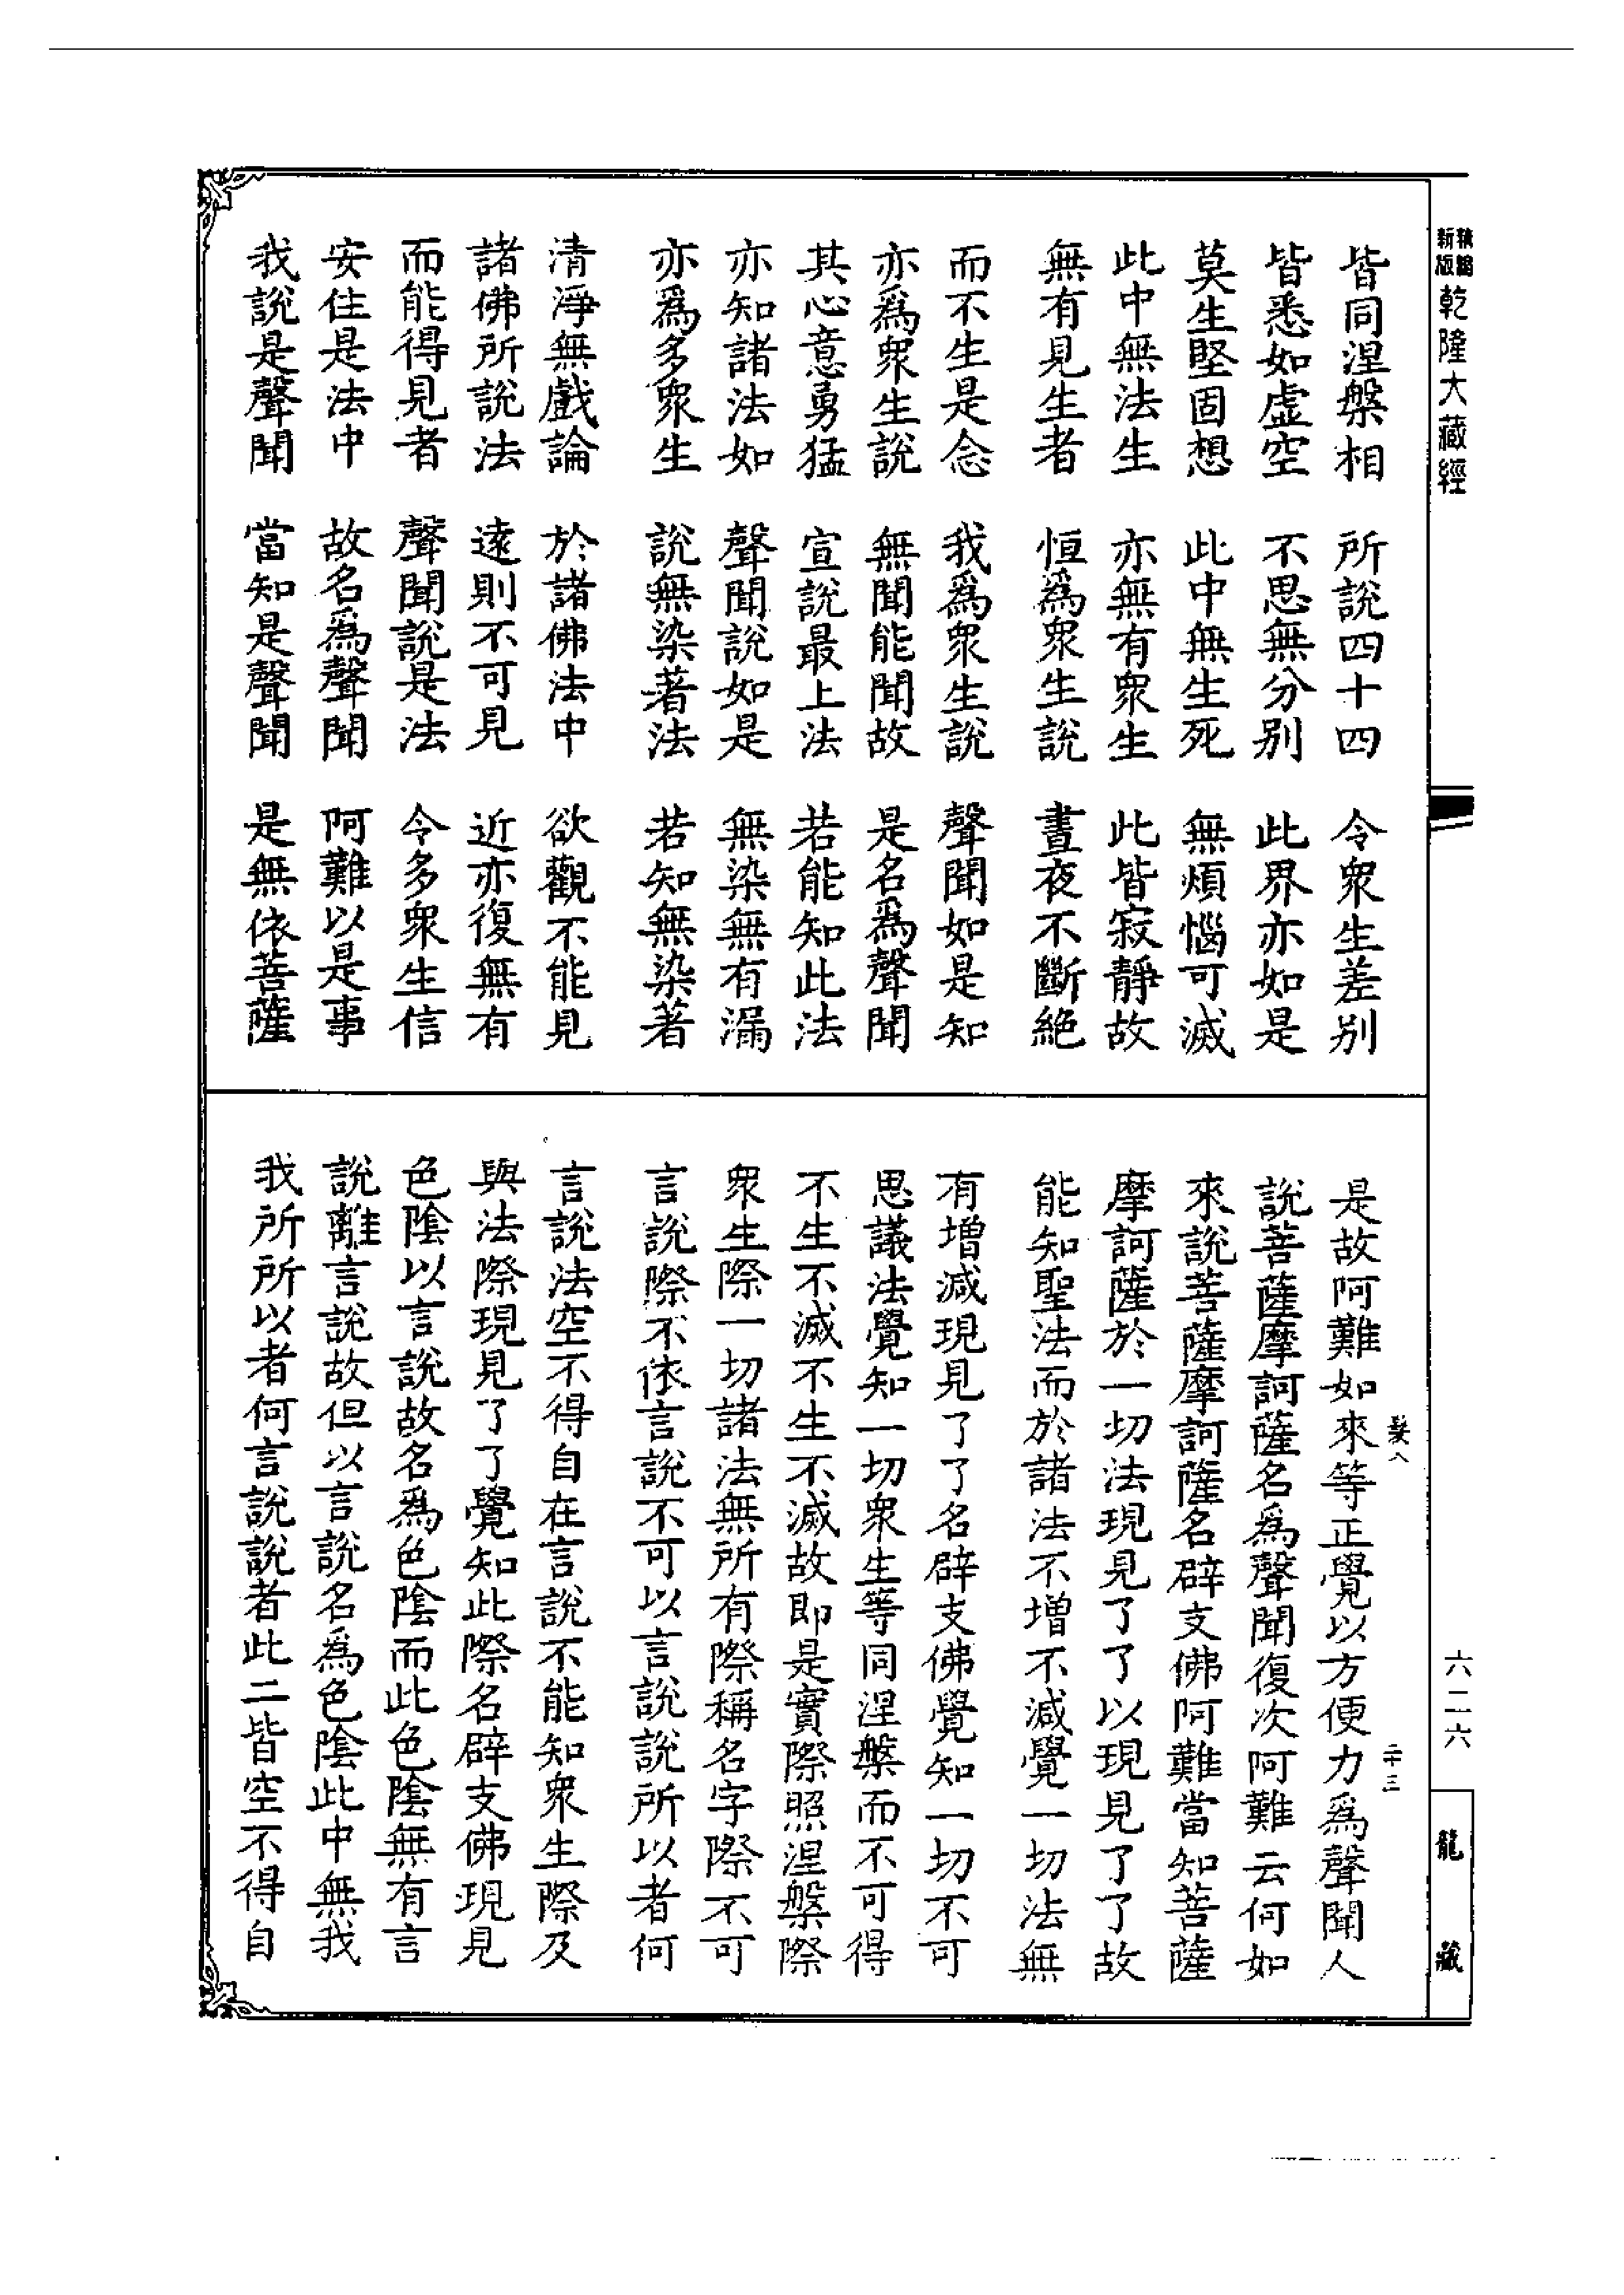 新版 精縮 乾隆大藏經
六二六
龍藏
皆同涅槃相 所說四十四 令衆生差別
皆悉如虛空 不思無分別 此界亦如是
莫生堅固想 此中無生死 無煩惱可滅
此中無法生 亦無有衆生 此皆寂靜故
無有見生者 恒爲衆生說 晝夜不斷絶
而不生是念 我爲衆生說 聲聞如是知
亦爲衆生說 無聞能聞故 是名爲聲聞
其心意勇猛 宣說最上法 若能知此法
亦知諸法如 聲聞說如是 無染無有漏
亦爲多衆生 說無染著法 若知無染著
清淨無戲論 於諸佛法中 欲觀不能見
諸佛所說法 遠則不可見 近亦復無有
而能得見者 聲聞說是法 令多衆生信
安住是法中 故名爲聲聞 阿難以是事
我說是聲聞 當知是聲聞 是無依菩薩
是故阿難如來等正覺以方便力爲聲聞人
說菩薩摩訶薩名爲聲聞復次阿難云何如
來說菩薩摩訶薩名辟支佛阿難當知菩薩
摩訶薩於一切法現見了了以現見了了故
能知聖法而於諸法不增不減覺一切法無
有增減現見了了名辟支佛覺知一切不可
思議法覺知一切衆生等同涅槃而不可得
不生不滅不生不滅故即是實際照涅槃際
衆生際一切諸法無所有際稱名字際不可
言說際不依言說不可以言說說所以者何
言說法空不得自在言說不能知衆生際及
與法際現見了了覺知此際名辟支佛現見
色陰以言說故名爲色陰而此色陰無有言
說離言說故但以言說名爲色陰此中無我
我所所以者何言說說者此二皆空不得自
髮八
二十三